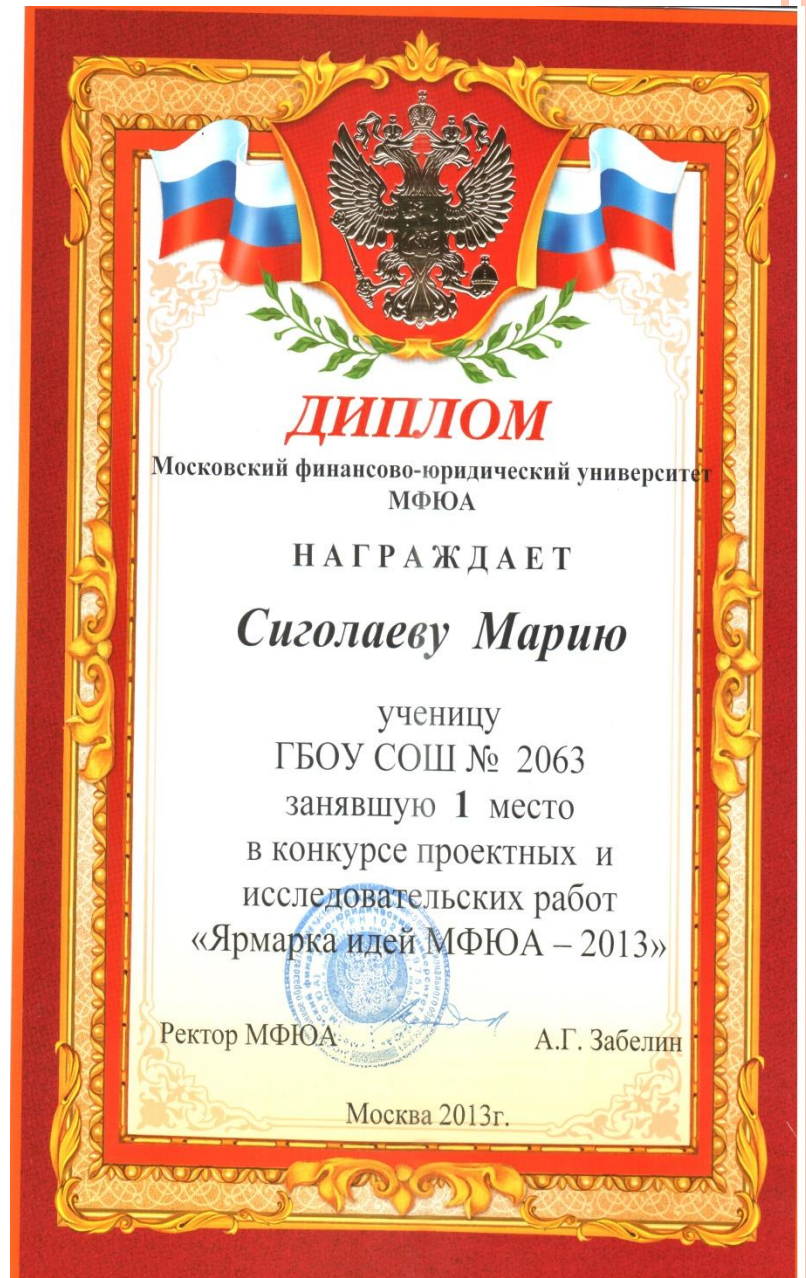 ДИПЛОМ
Московский финансово-юридический университет
МФЮА
НАГРАЖДАЕТ
Сиголаеву Марию
ученицу
ГБОУ СОШ № 2063
занявшую 1 место
в конкурсе проектных и
исследовательских работ
«Ярмарка идей МФЮА – 2013»
Ректор МФЮА А.Г. Забелин
Москва 2013г.